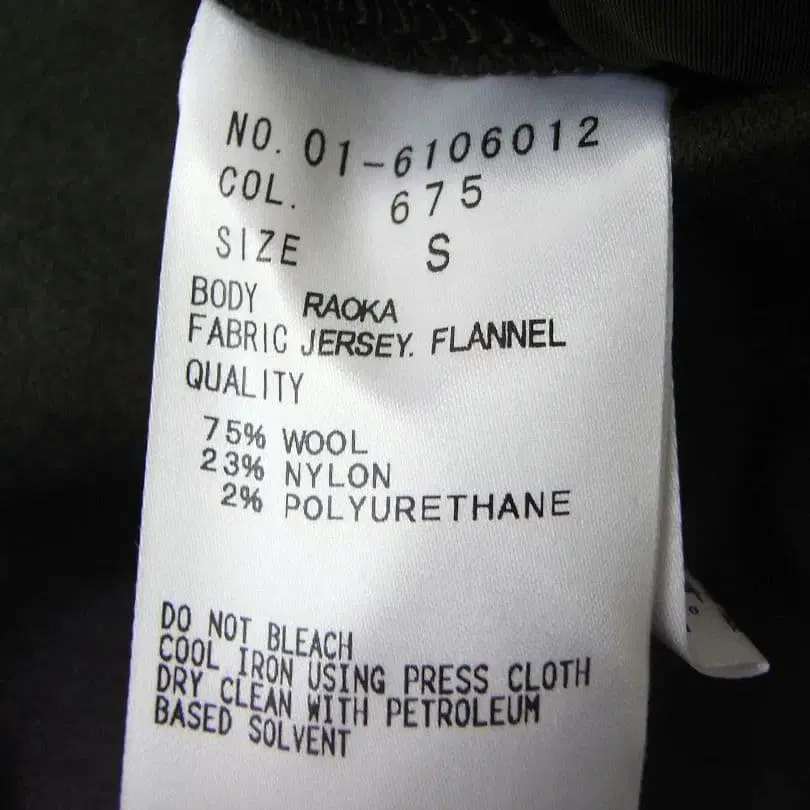 NO. 01-6106012
COL. 675
SIZE S
BODY RAOKA
FABRIC JERSEY. FLANNEL
QUALITY
75% WOOL
23% NYLON
2% POLYURETHANE
DO NOT BLEACH
COOL IRON USING PRESS CLOTH
DRY CLEAN WITH PETROLEUM
BASED SOLVENT